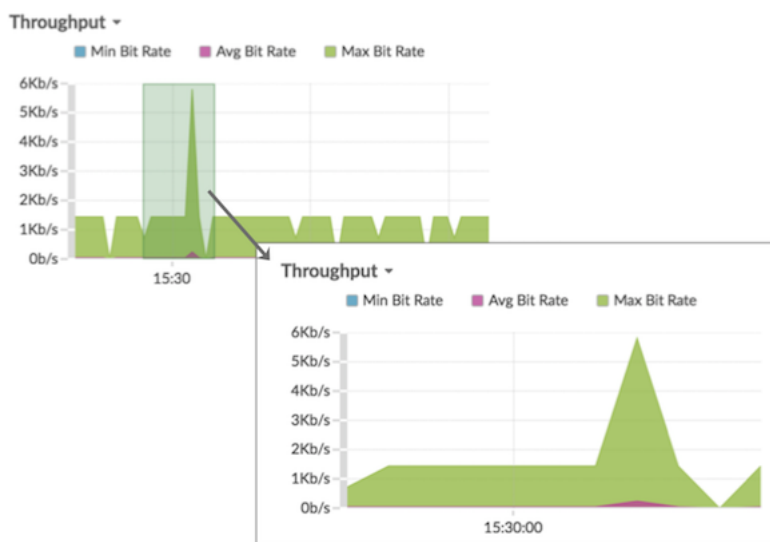 Throughput
Min Bit Rate Avg Bit Rate Max Bit Rate
6Kb/s
5Kb/s
4Kb/s
3Kb/s
2Kb/s
1Kb/s
0b/s
15:30
Throughput
Min Bit Rate Avg Bit Rate Max Bit Rate
6Kb/s
5Kb/s
4Kb/s
3Kb/s
2Kb/s
1Kb/s
0b/s
15:30:00